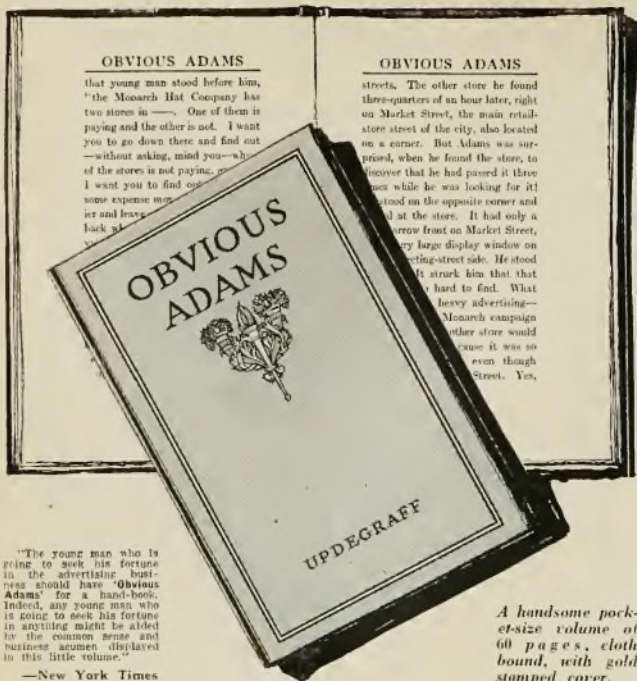 OBVIOUS ADAMS
that young man stood before him,
"the Monarch Hat Company has
two stores in ——. One of them is
paying and the other is not. I want
you to go down there and find out
—without asking, mind you—why
of the stores is not paying,
I want you to find out
some expense mon
ier and leave
back
OBVIOUS ADAMS
streets. The other store he found
three-quarters of an hour later, right
on Market Street, the main retail-
store street of the city, also located
on a corner. But Adams was sur-
prised, when he found the store, to
discover that he had passed it three
times while he was looking for it!
stood on the opposite corner and
at the store. It had only a
narrow front on Market Street,
very large display window on
secting-street side. He stood
It struck him that that
hard to find. What
heavy advertising—
Monarch campaign
other store would
cause it was so
even though
Street. Yes,
OBVIOUS
ADAMS
UPDEGRAFF
"The young man who is
going to seek his fortune
in the advertising busi-
ness should have 'Obvious
Adams' for a hand-book.
Indeed, any young man who
is going to seek his fortune
in anything might be aided
by the common sense and
business acumen displayed
in this little volume."
—New York Times
A handsome pock-
et-size volume of
60 pages, cloth
bound, with gold
stamped cover.